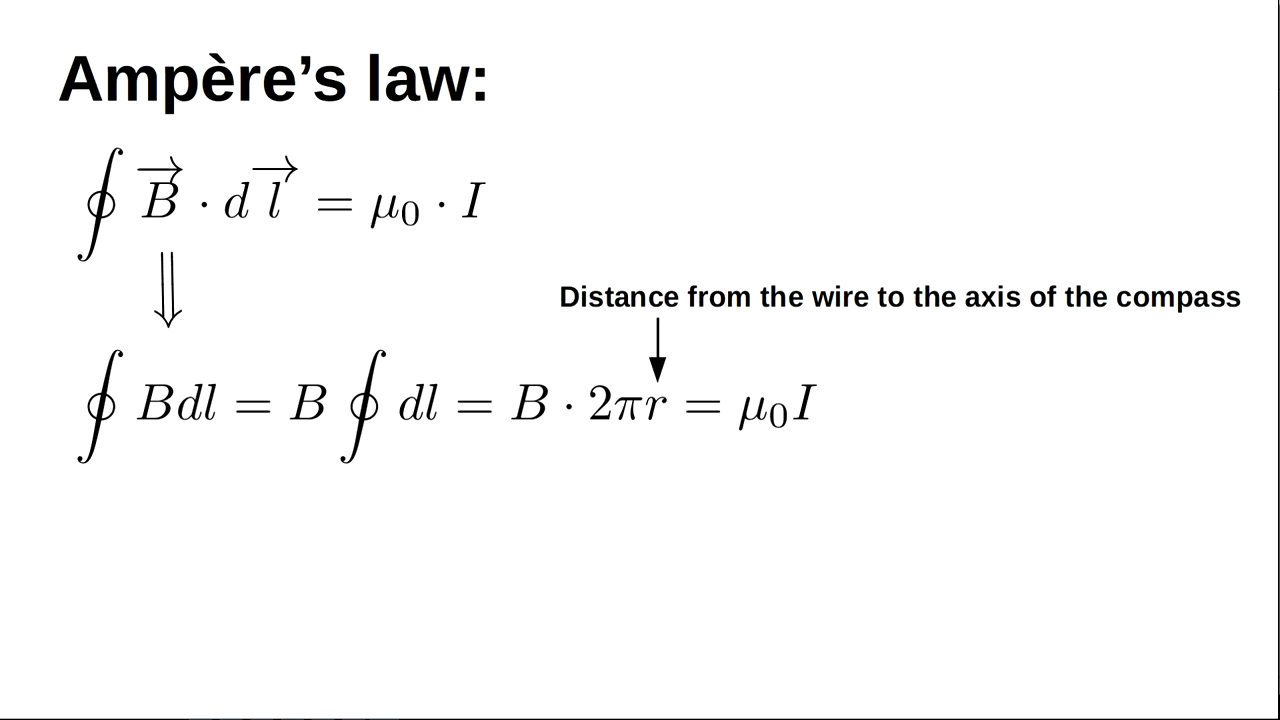 Ampère’s law:
∮ B⃗ · d l⃗ = μ₀ · I
⇓
Distance from the wire to the axis of the compass
∮ Bdl = B ∮ dl = B · 2πr = μ₀I